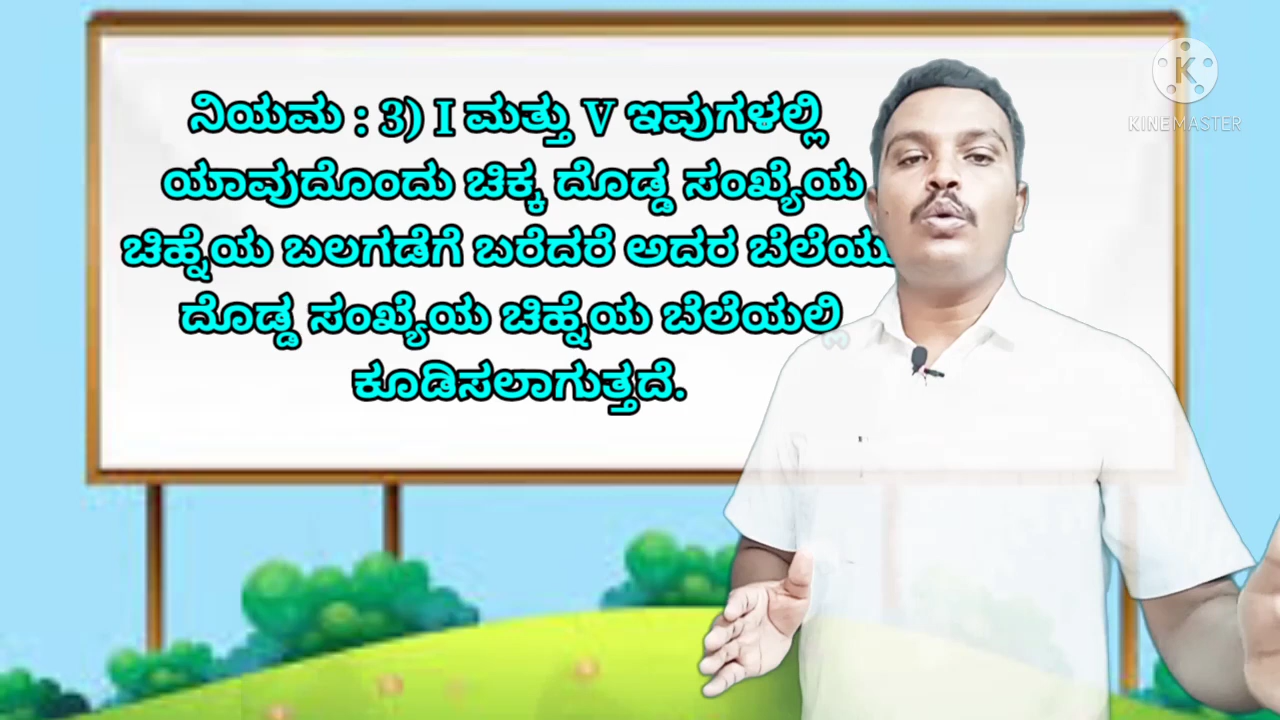 ನಿಯಮ : 3) I ಮತ್ತು V ಇವುಗಳಲ್ಲಿ
ಯಾವುದೊಂದು ಚಿಕ್ಕ ದೊಡ್ಡ ಸಂಖ್ಯೆಯ
ಚಿಹ್ನೆಯ ಬಲಗಡೆಗೆ ಬರೆದರೆ ಅದರ ಬೆಲೆಯು
ದೊಡ್ಡ ಸಂಖ್ಯೆಯ ಚಿಹ್ನೆಯ ಬೆಲೆಯಲ್ಲಿ
ಕೂಡಿಸಲಾಗುತ್ತದೆ.
K
KINEMASTER